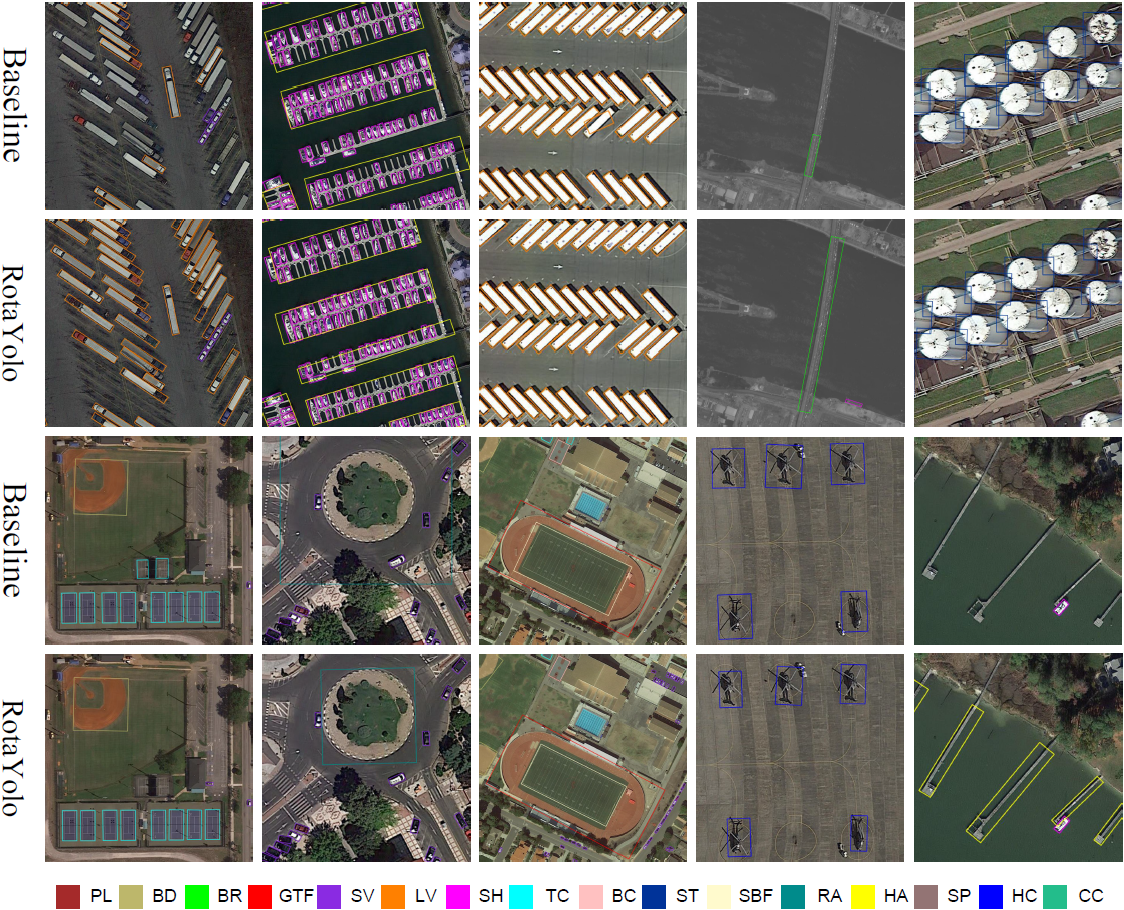 Baseline
RotaYolo
Baseline
RotaYolo
PL BD BR GTF SV LV SH TC BC ST SBF RA HA SP HC CC